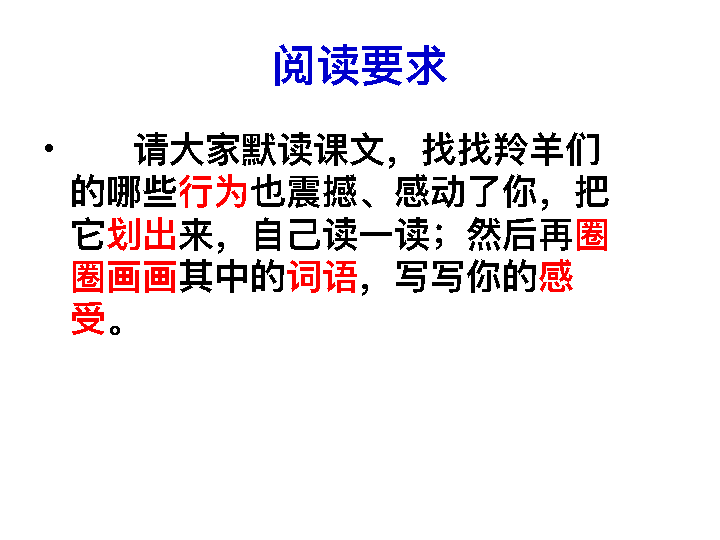 阅读要求
• 请大家默读课文，找找羚羊们
的哪些行为也震撼、感动了你，把
它划出来，自己读一读；然后再圈
圈画画其中的词语，写写你的感
受。